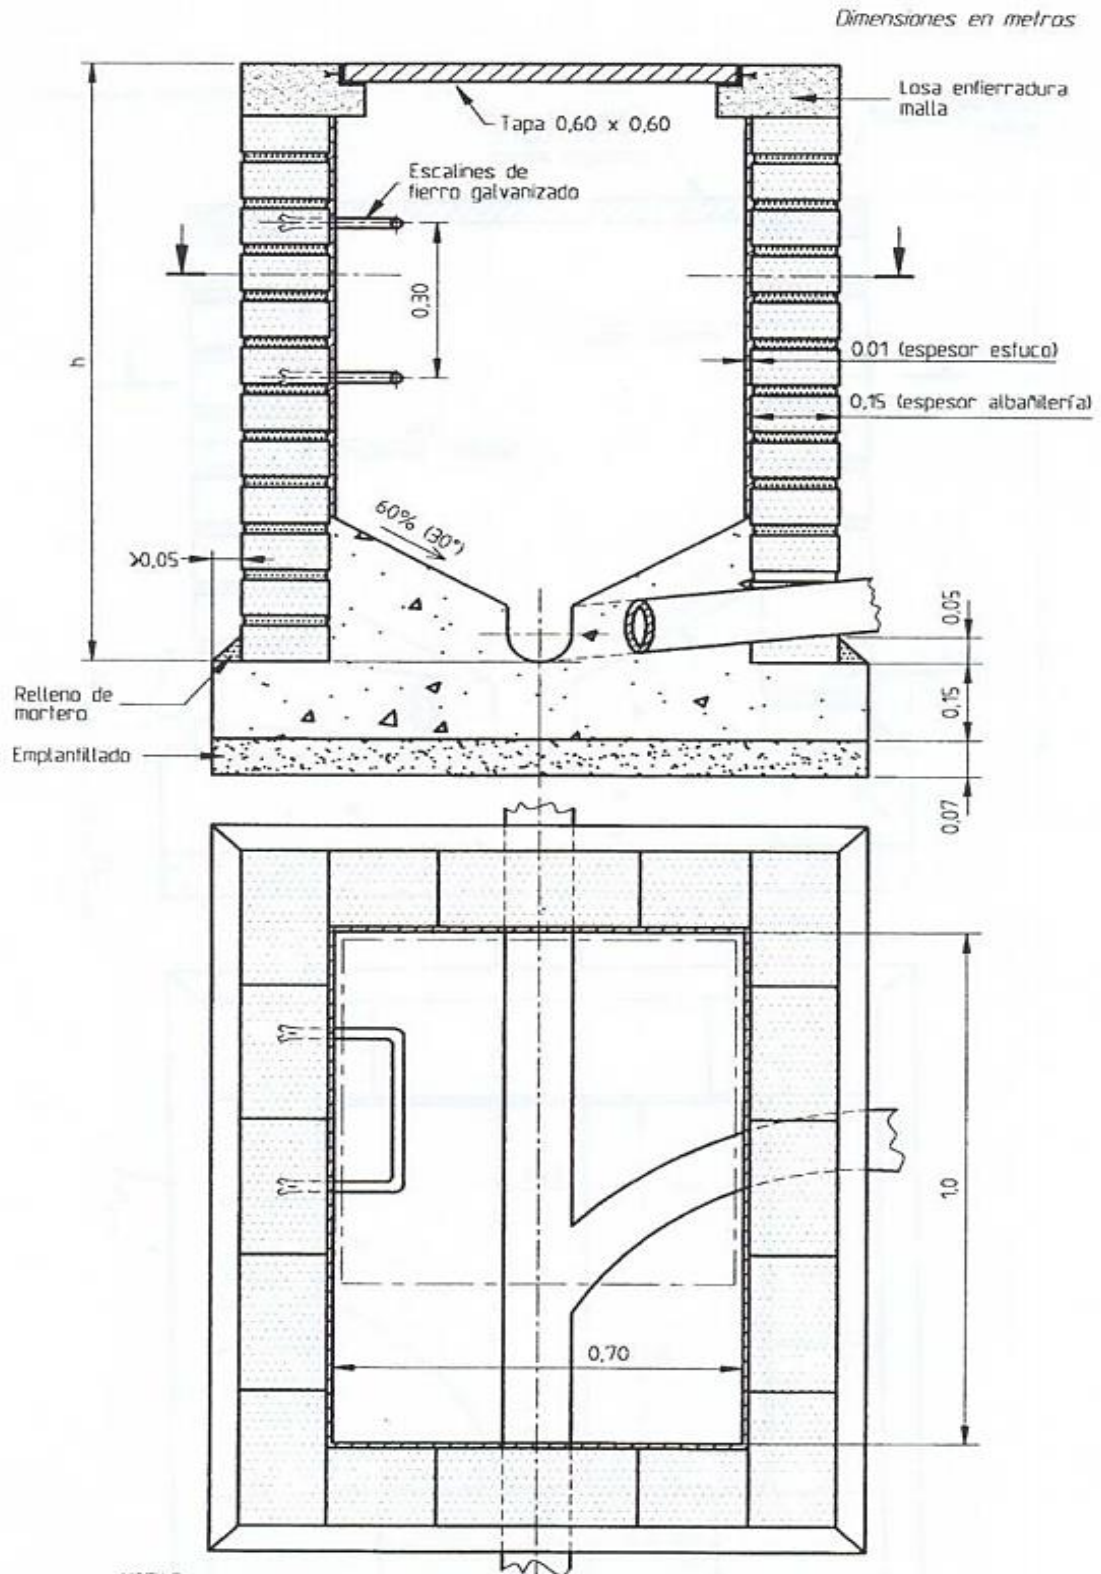 Dimensiones en metros
Losa enfierradura
malla
Tapa 0,60 x 0,60
Escalines de
fierro galvanizado
0,30
h
0.01 (espesor estuco)
0,15 (espesor albañilería)
60% (30°)
>0,05
0,05
0,15
0,07
Relleno de
mortero
Emplantillado
1,0
0,70